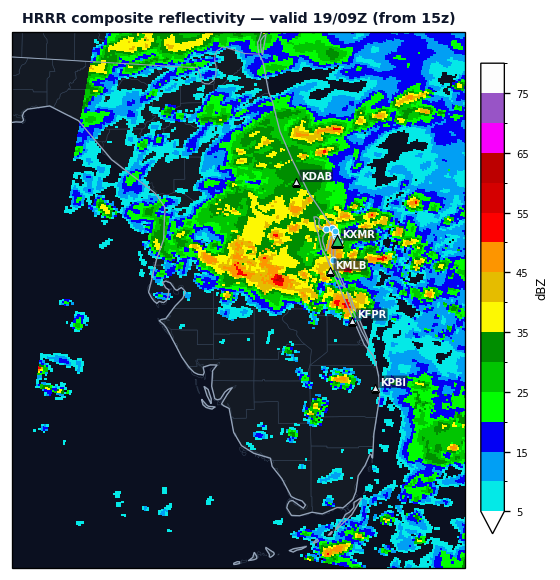 HRRR composite reflectivity — valid 19/09Z (from 15z)
KDAB
KXMR
KMLB
KFPR
KPBI
75
65
55
45
35
25
15
5
dBZ